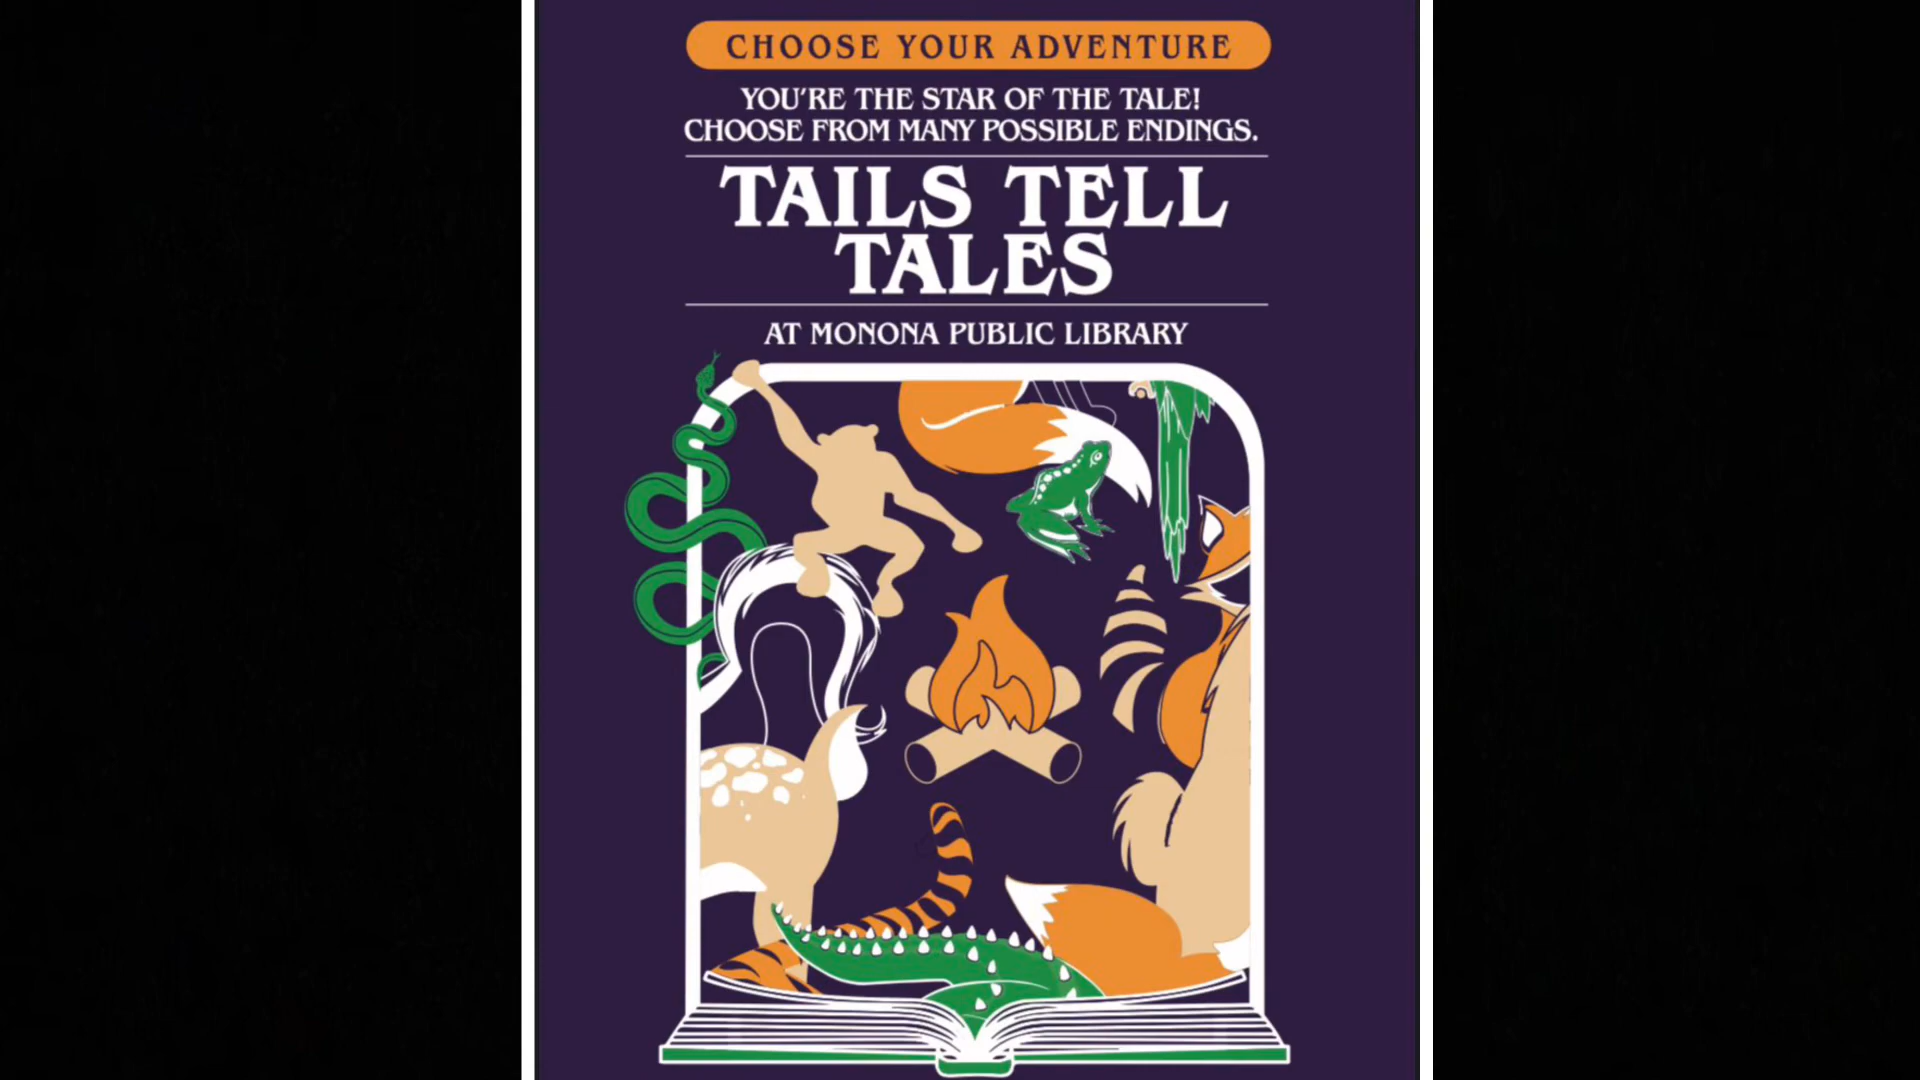 CHOOSE YOUR ADVENTURE
YOU'RE THE STAR OF THE TALE!
CHOOSE FROM MANY POSSIBLE ENDINGS.
TAILS TELL
TALES
AT MONONA PUBLIC LIBRARY